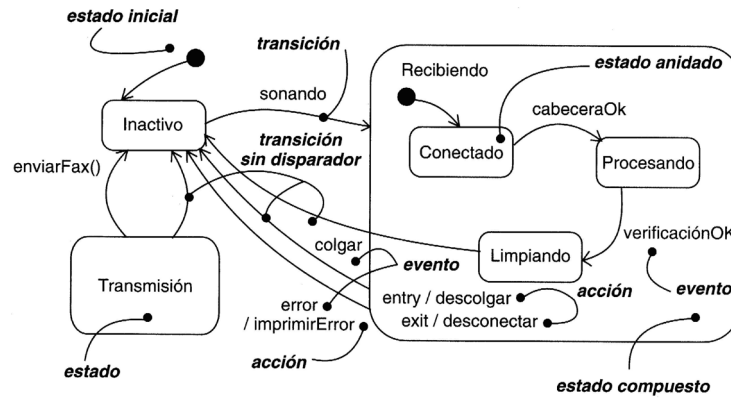 estado inicial
transición
Recibiendo
estado anidado
sonando
cabeceraOk
Inactivo
transición
sin disparador
Conectado
Procesando
enviarFax()
colgar
Limpiando
verificaciónOK
Transmisión
evento
error
/ imprimirError
entry / descolgar
exit / desconectar
acción
evento
estado
acción
estado compuesto